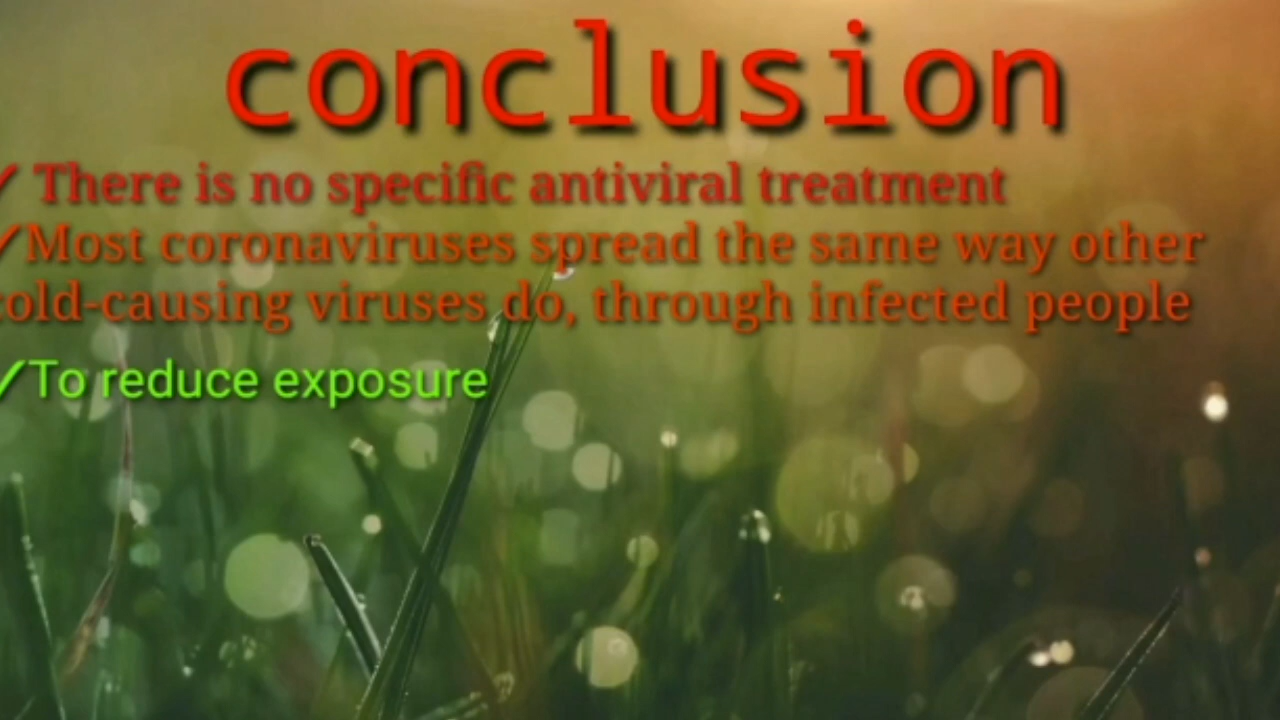 conclusion
✓ There is no specific antiviral treatment
✓Most coronaviruses spread the same way other
cold-causing viruses do, through infected people
✓To reduce exposure